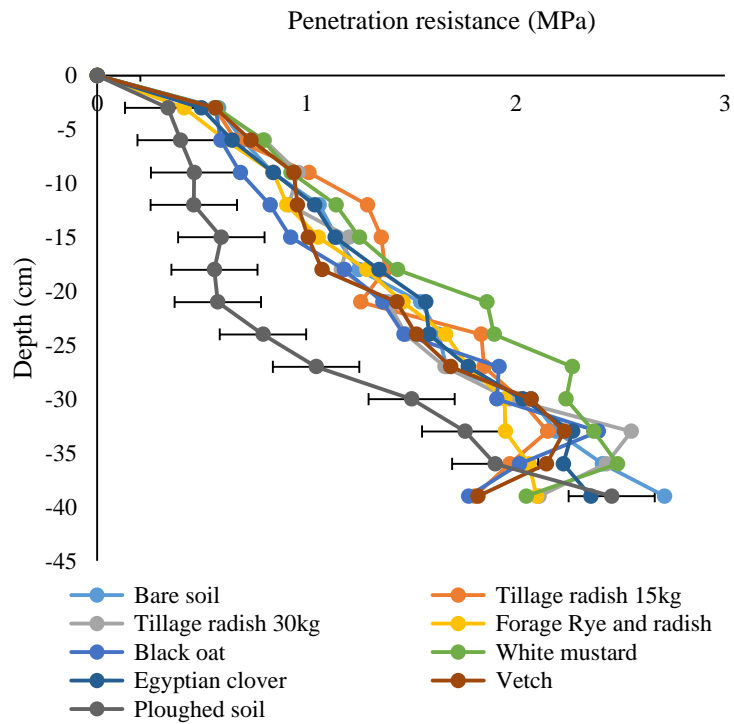 Penetration resistance (MPa)
0
0 1 2 3
-5
-10
-15
-20
-25
-30
-35
-40
-45
Depth (cm)
Bare soil Tillage radish 15kg
Tillage radish 30kg Forage Rye and radish
Black oat White mustard
Egyptian clover Vetch
Ploughed soil